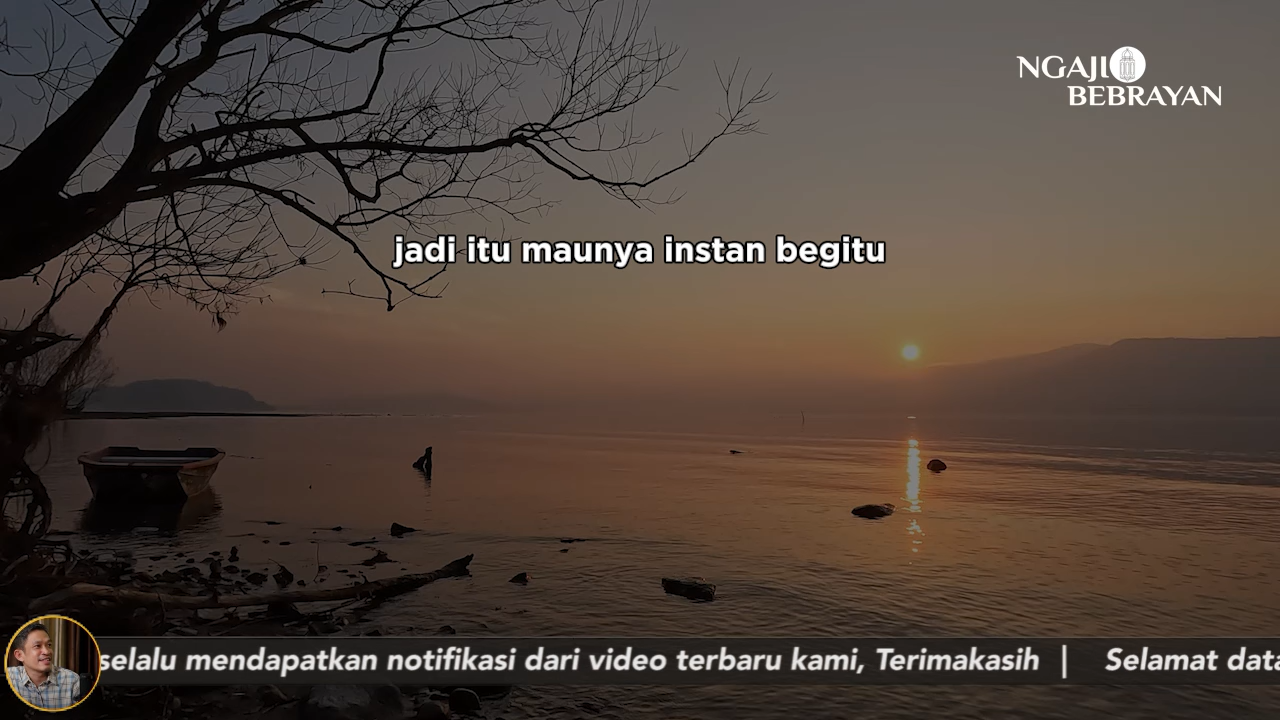 NGAJI
BEBRAYAN
jadi itu maunya instan begitu
selalu mendapatkan notifikasi dari video terbaru kami, Terimakasih | Selamat data